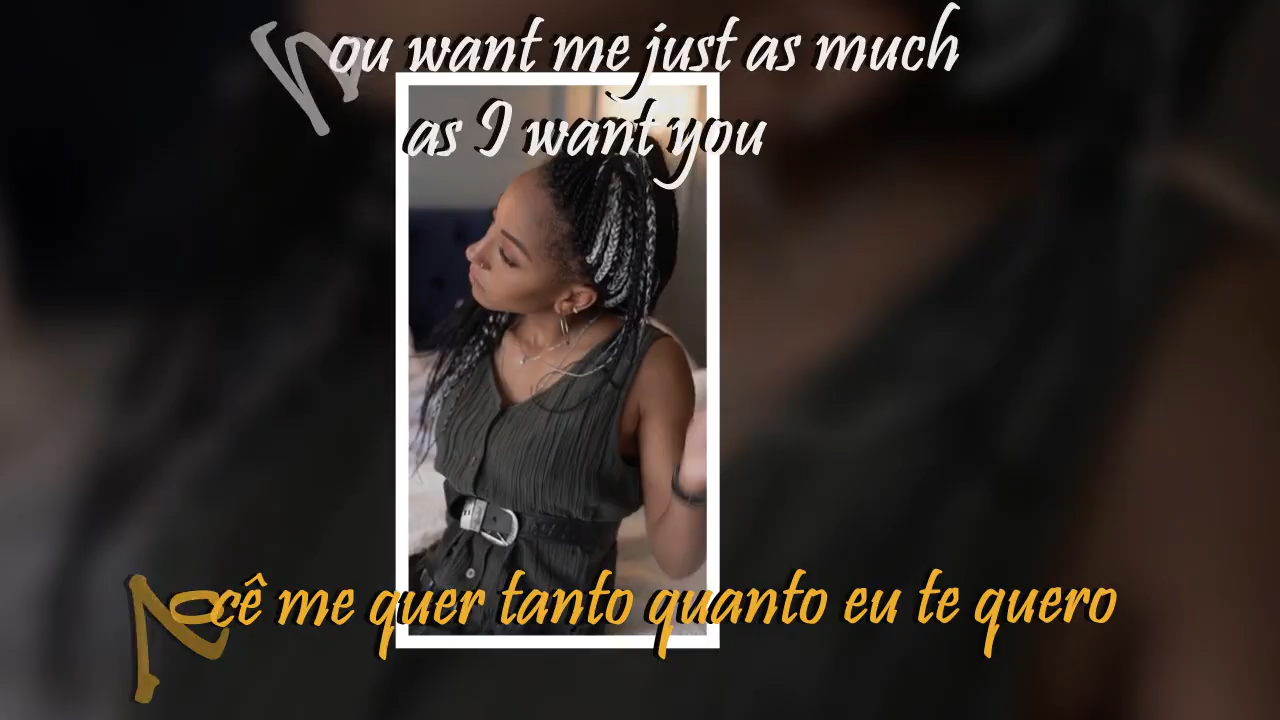 You want me just as much
as I want you
Você me quer tanto quanto eu te quero